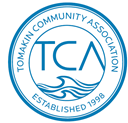 TOMAKIN COMMUNITY ASSOCIATION
TCA
ESTABLISHED 1998